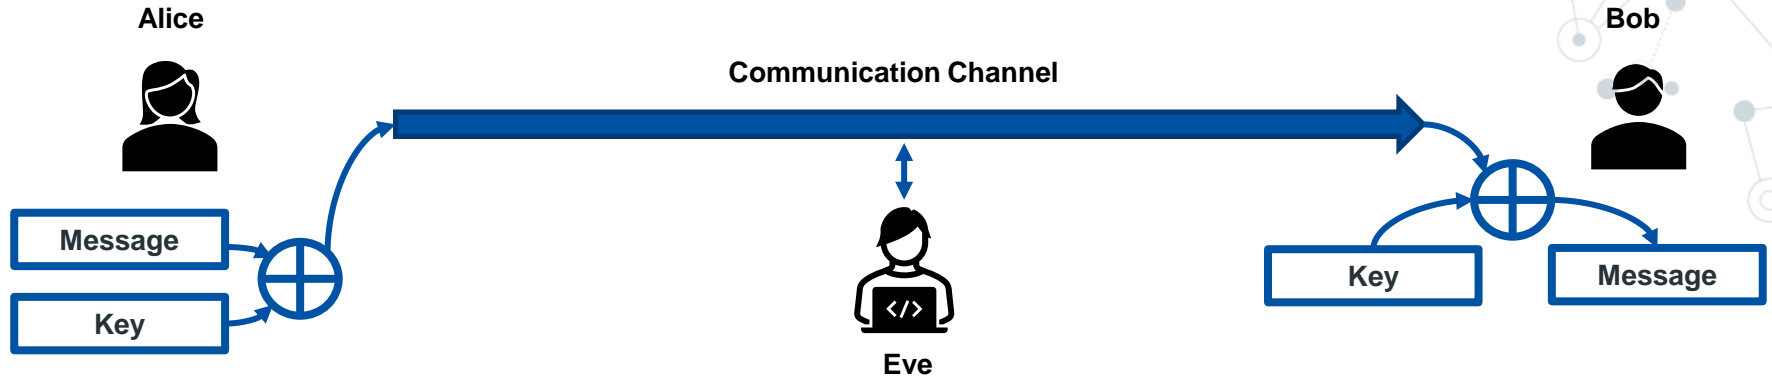 Alice
Bob
Communication Channel
Message
Key
</>
Eve
Key
Message